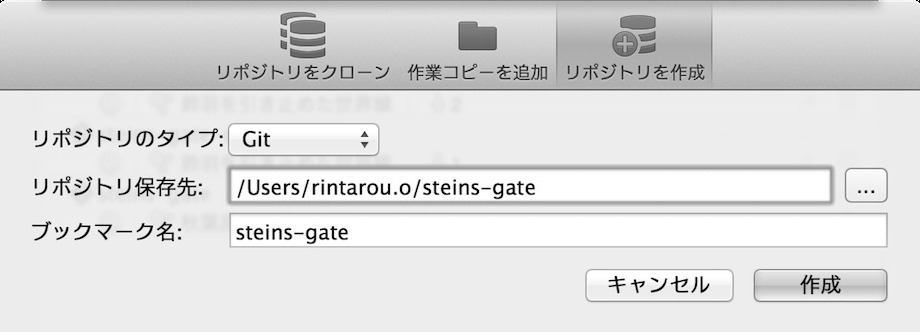 リポジトリをクローン 作業コピーを追加 リポジトリを作成
リポジトリのタイプ: Git
リポジトリ保存先: /Users/rintarou.o/steins-gate ...
ブックマーク名: steins-gate
キャンセル 作成